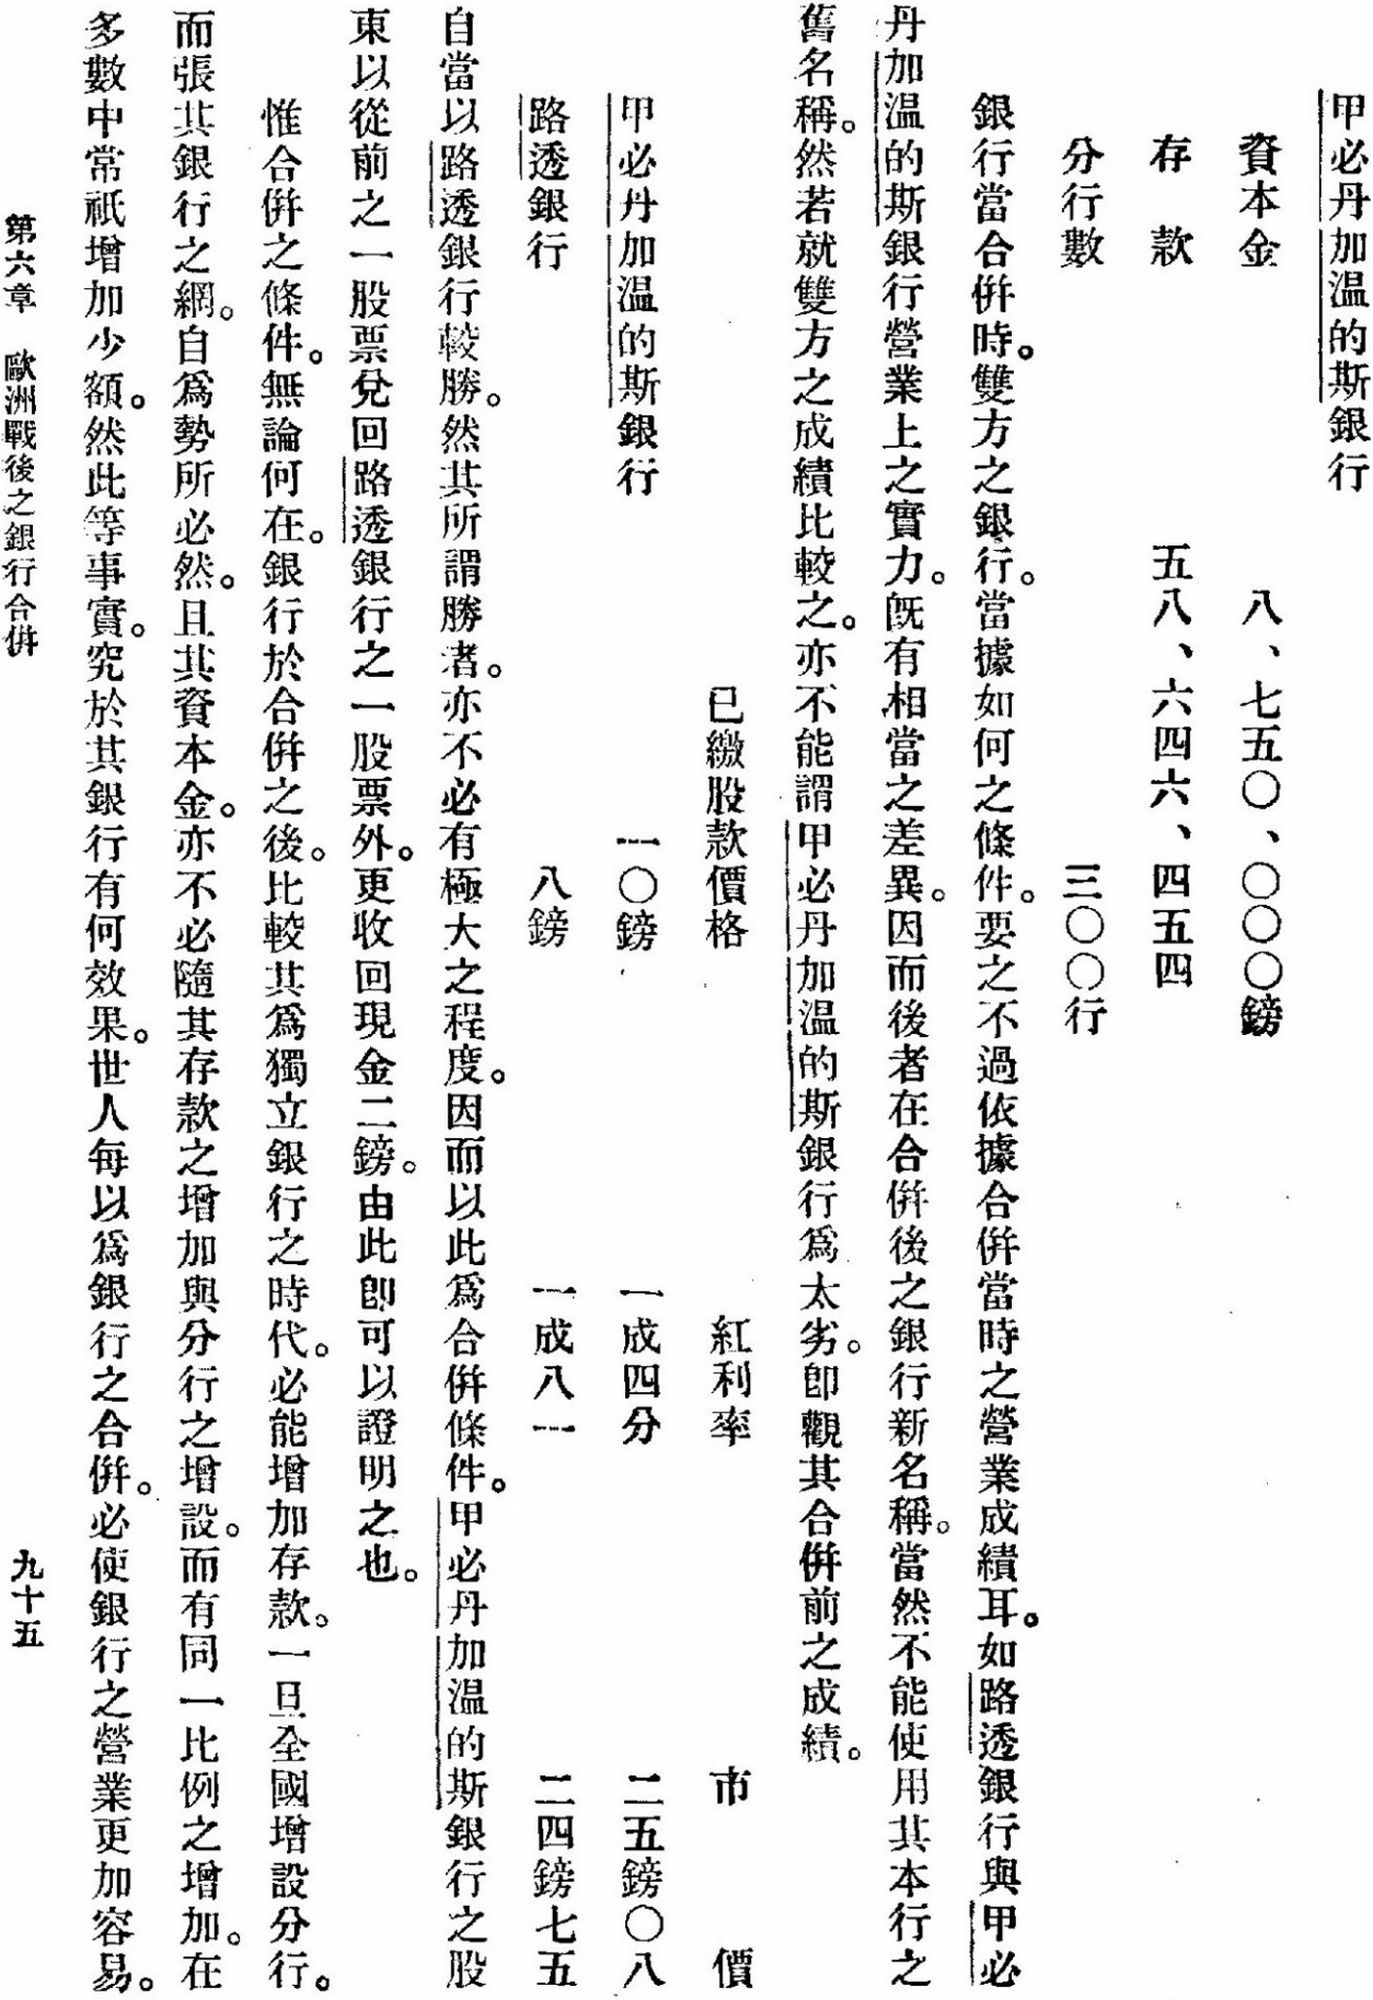 甲必丹加温的斯銀行
資本金　八、七五〇、〇〇〇鎊
存款　五八、六四六、四五四
分行數　三〇〇行
銀行當合併時。雙方之銀行。當據如何之條件。要之不過依據合併當時之營業成績耳。如路透銀行與甲必
丹加温的斯銀行營業上之實力。旣有相當之差異。因而後者在合併後之銀行新名稱。當然不能使用其本行之
舊名稱。然若就雙方之成績比較之。亦不能謂甲必丹加温的斯銀行爲太劣。卽觀其合併前之成績。
已繳股款價格　紅利率　市價
甲必丹加温的斯銀行　一〇鎊　一成四分　二五鎊〇八
路透銀行　八鎊　一成八一　二四鎊七五
自當以路透銀行較勝。然其所謂勝者。亦不必有極大之程度。因而以此爲合併條件。甲必丹加温的斯銀行之股
東以從前之一股票兌回路透銀行之一股票外。更收回現金二鎊。由此卽可以證明之也。
惟合併之條件。無論何在。銀行於合併之後。比較其爲獨立銀行之時代。必能增加存款。一旦全國增設分行。
而張其銀行之網。自爲勢所必然。且其資本金。亦不必隨其存款之增加與分行之增設。而有同一比例之增加。在
多數中常祇增加少額。然此等事實。究於其銀行有何效果。世人每以爲銀行之合併。必使銀行之營業更加容易。
第六章　歐洲戰後之銀行合併　九十五